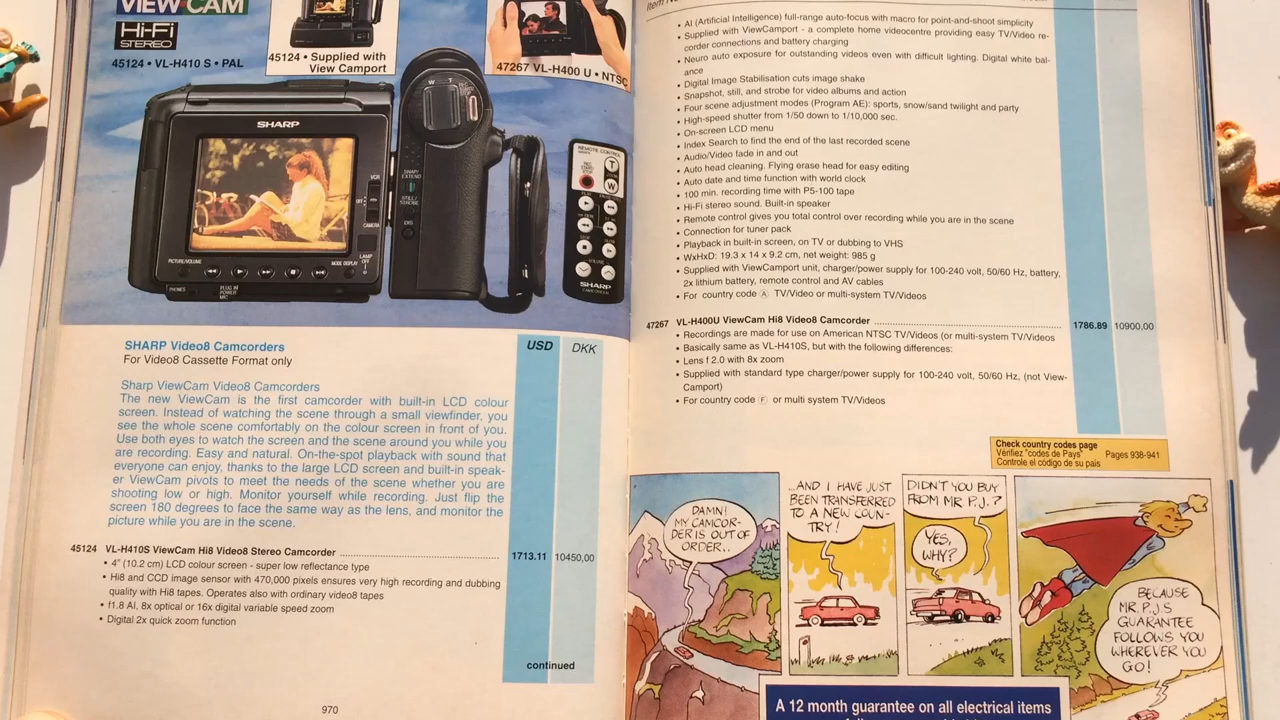 VIEW CAM
Hi-Fi
STEREO
45124 • VL-H410 S • PAL
45124 • Supplied with
View Camport
47267 VL-H400 U • NTSC
SHARP
VCR
CAMERA
LAMP
PICTURE/VOLUME
MODE DISPLAY
PHONES
PLUG IN
POWER
MIC
W T
STILL/
STROBE
DIS
REMOTE CONTROL
T
W
VOLUME
SHARP
SHARP Video8 Camcorders
For Video8 Cassette Format only
USD
DKK
Sharp ViewCam Video8 Camcorders
The new ViewCam is the first camcorder with built-in LCD colour
screen. Instead of watching the scene through a small viewfinder, you
see the whole scene comfortably on the colour screen in front of you.
Use both eyes to watch the screen and the scene around you while you
are recording. Easy and natural. On-the-spot playback with sound that
everyone can enjoy, thanks to the large LCD screen and built-in speak-
er ViewCam pivots to meet the needs of the scene whether you are
shooting low or high. Monitor yourself while recording. Just flip the
screen 180 degrees to face the same way as the lens, and monitor the
picture while you are in the scene.
45124 VL-H410S ViewCam Hi8 Video8 Stereo Camcorder 1713.11 10450,00
• 4" (10.2 cm) LCD colour screen - super low reflectance type
• Hi8 and CCD image sensor with 470,000 pixels ensures very high recording and dubbing
quality with Hi8 tapes. Operates also with ordinary video8 tapes
• f1.8 AI, 8x optical or 16x digital variable speed zoom
• Digital 2x quick zoom function
continued
970
• AI (Artificial Intelligence) full-range auto-focus with macro for point-and-shoot simplicity
• Supplied with ViewCamport - a complete home videocentre providing easy TV/Video re-
corder connections and battery charging
• Neuro auto exposure for outstanding videos even with difficult lighting. Digital white bal-
ance
• Digital Image Stabilisation cuts image shake
• Snapshot, still, and strobe for video albums and action
• Four scene adjustment modes (Program AE): sports, snow/sand twilight and party
• High-speed shutter from 1/50 down to 1/10,000 sec.
• On-screen LCD menu
• Index Search to find the end of the last recorded scene
• Audio/Video fade in and out
• Auto head cleaning. Flying erase head for easy editing
• Auto date and time function with world clock
• 100 min. recording time with P5-100 tape
• Hi-Fi stereo sound. Built-in speaker
• Remote control gives you total control over recording while you are in the scene
• Connection for tuner pack
• Playback in built-in screen, on TV or dubbing to VHS
• WxHxD: 19.3 x 14 x 9.2 cm, net weight: 985 g
• Supplied with ViewCamport unit, charger/power supply for 100-240 volt, 50/60 Hz, battery,
2x lithium battery, remote control and AV cables
• For country code Ⓐ TV/Video or multi-system TV/Videos
47267 VL-H400U ViewCam Hi8 Video8 Camcorder 1786.89 10900,00
• Recordings are made for use on American NTSC TV/Videos (or multi-system TV/Videos
• Basically same as VL-H410S, but with the following differences:
• Lens f 2.0 with 8x zoom
• Supplied with standard type charger/power supply for 100-240 volt, 50/60 Hz, (not View-
Camport)
• For country code Ⓕ or multi system TV/Videos
Check country codes page
Vérifiez "codes de Pays" Pages 938-941
Controle el código de su pais
DAMN!
MY CAMCOR-
DER IS OUT OF
ORDER..
..AND I HAVE JUST
BEEN TRANSFERRED
TO A NEW COUN-
TRY!
DIDN'T YOU BUY
FROM MR P.J.?
YES,
WHY?
BECAUSE
MR. P.J.S
GUARANTEE
FOLLOWS YOU
WHEREVER YOU
GO!
A 12 month guarantee on all electrical items